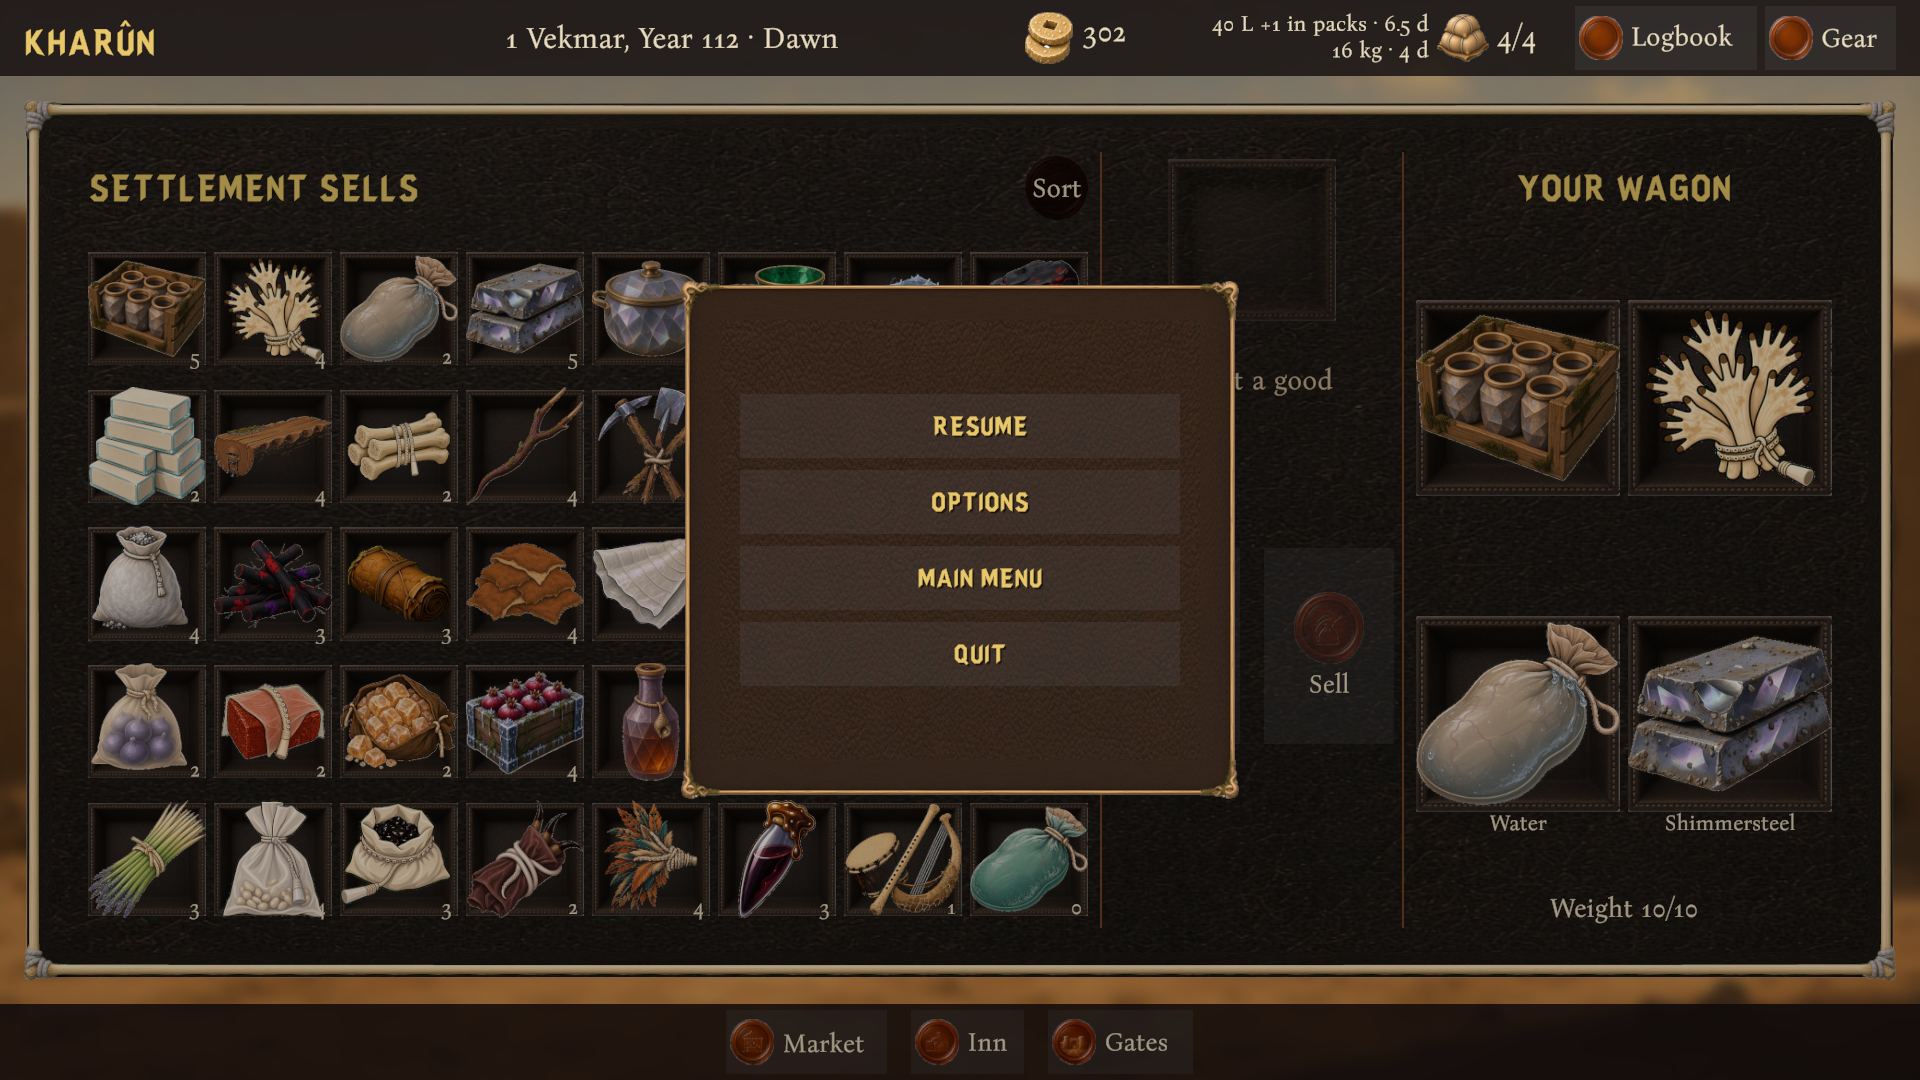 KHARÛN
1 Vekmar, Year 112 · Dawn
302
40 L +1 in packs · 6.5 d
16 kg · 4 d
4/4
Logbook
Gear
SETTLEMENT SELLS
Sort
YOUR WAGON
5
4
2
5
t a good
2
4
2
4
4
3
3
4
2
2
2
4
3
4
3
2
4
3
1
0
RESUME
OPTIONS
MAIN MENU
QUIT
Sell
Water
Shimmersteel
Weight 10/10
Market
Inn
Gates